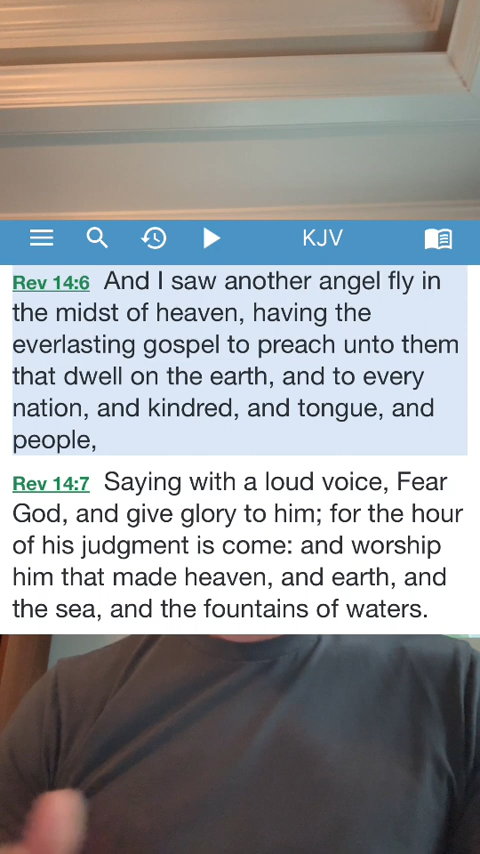 KJV
Rev 14:6 And I saw another angel fly in
the midst of heaven, having the
everlasting gospel to preach unto them
that dwell on the earth, and to every
nation, and kindred, and tongue, and
people,
Rev 14:7 Saying with a loud voice, Fear
God, and give glory to him; for the hour
of his judgment is come: and worship
him that made heaven, and earth, and
the sea, and the fountains of waters.